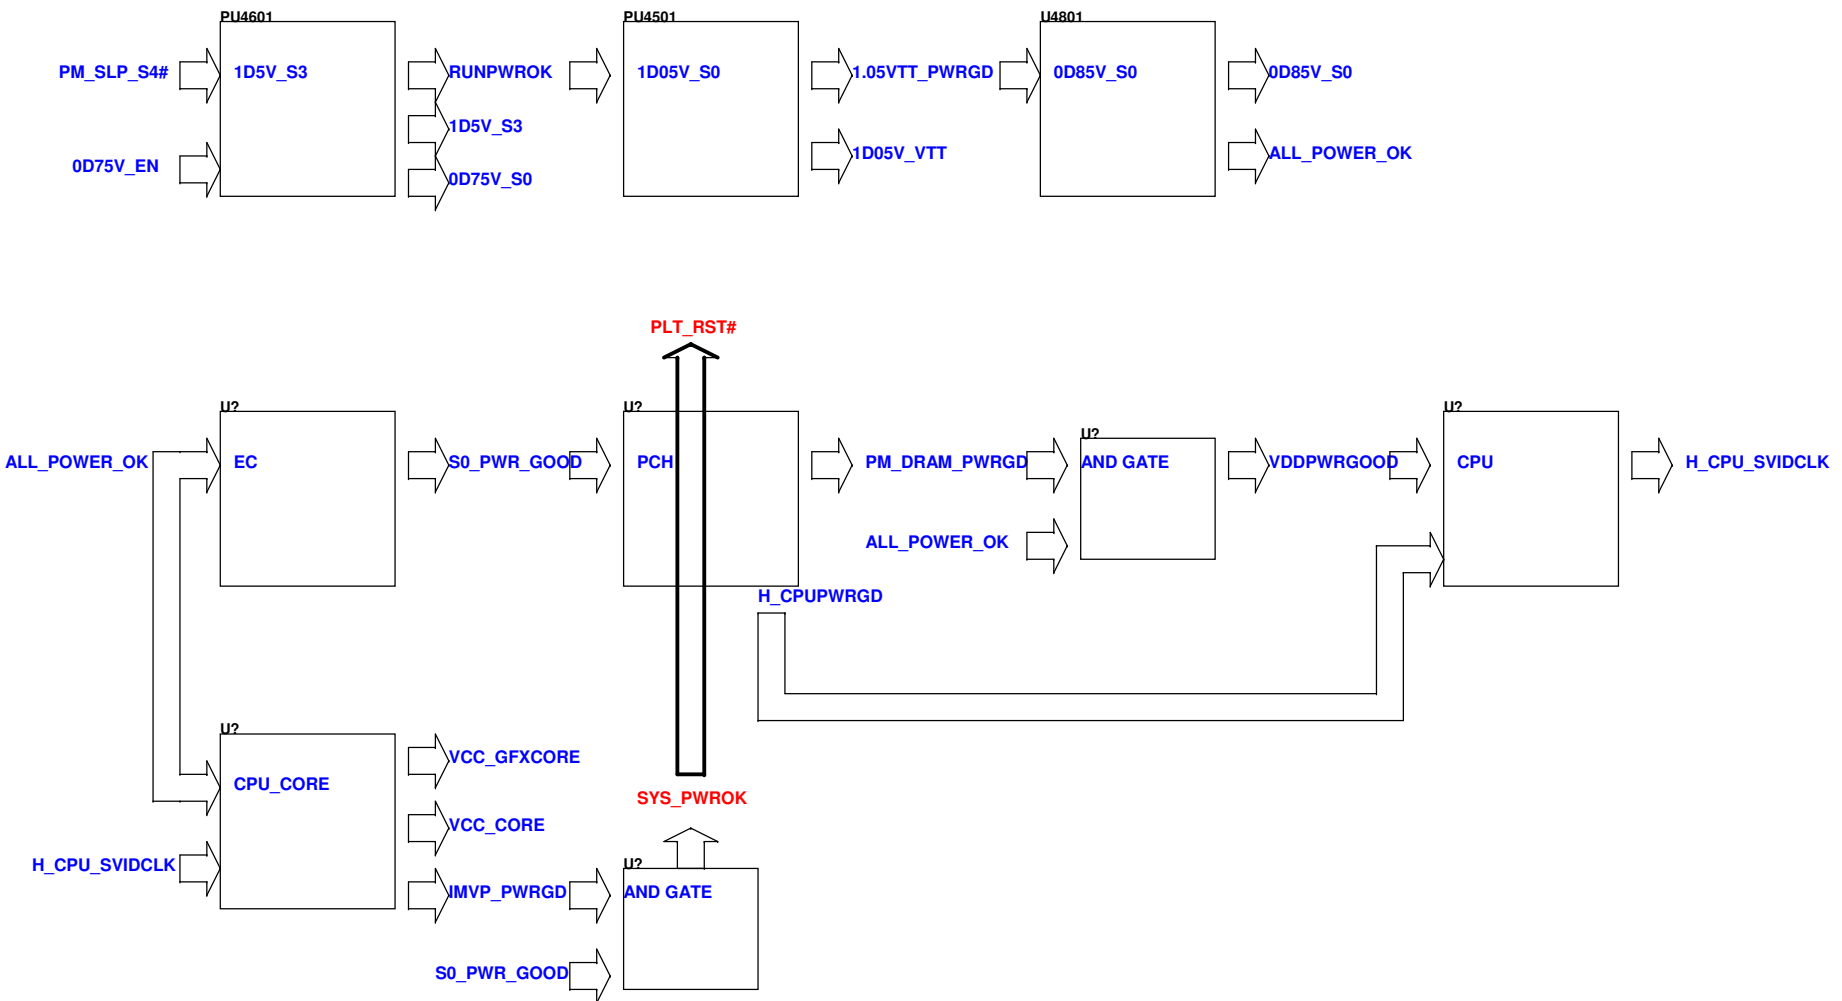 PU4601 PU4501 U4801
PM_SLP_S4# 1D5V_S3 RUNPWROK 1D05V_S0 1.05VTT_PWRGD 0D85V_S0 0D85V_S0
1D5V_S3
0D75V_EN 0D75V_S0 1D05V_VTT ALL_POWER_OK
PLT_RST#
U? U? U? U?
ALL_POWER_OK EC S0_PWR_GOOD PCH PM_DRAM_PWRGD AND GATE VDDPWRGOOD CPU H_CPU_SVIDCLK
ALL_POWER_OK
H_CPUPWRGD
U?
CPU_CORE VCC_GFXCORE
SYS_PWROK
VCC_CORE
U?
H_CPU_SVIDCLK IMVP_PWRGD AND GATE
S0_PWR_GOOD